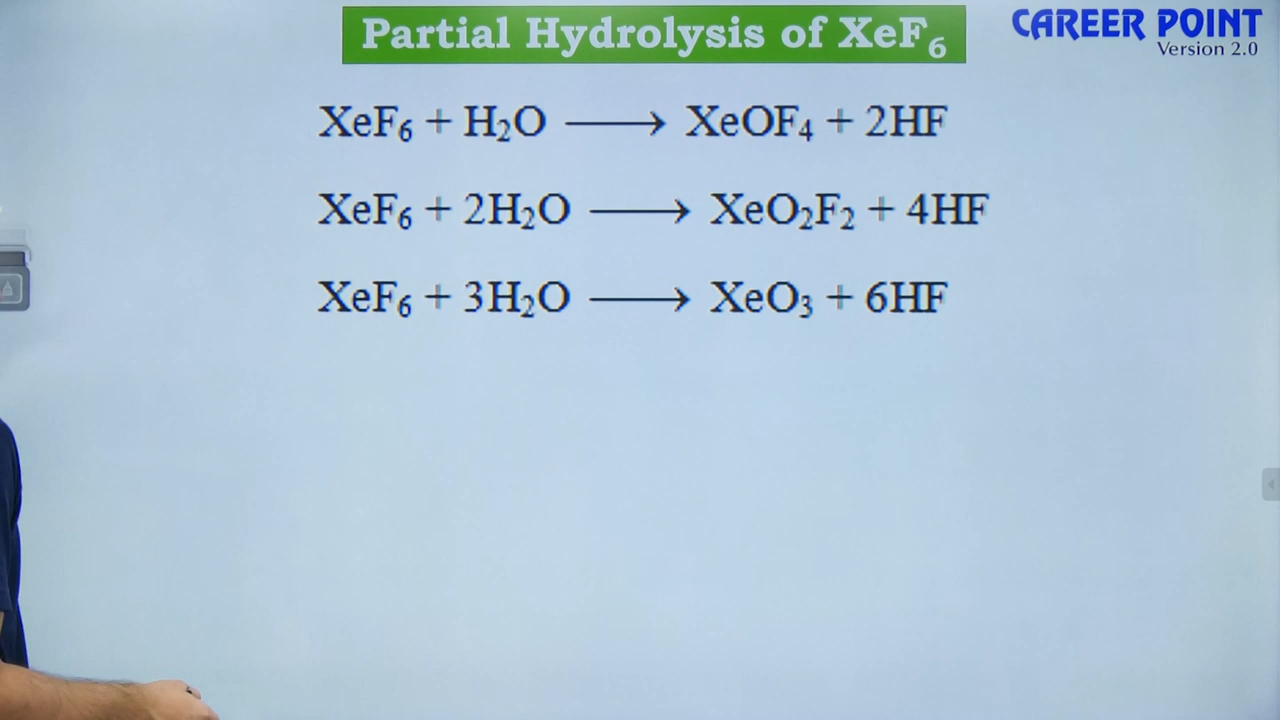 Partial Hydrolysis of XeF₆
CAREER POINT
Version 2.0
XeF₆ + H₂O ⟶ XeOF₄ + 2HF
XeF₆ + 2H₂O ⟶ XeO₂F₂ + 4HF
XeF₆ + 3H₂O ⟶ XeO₃ + 6HF